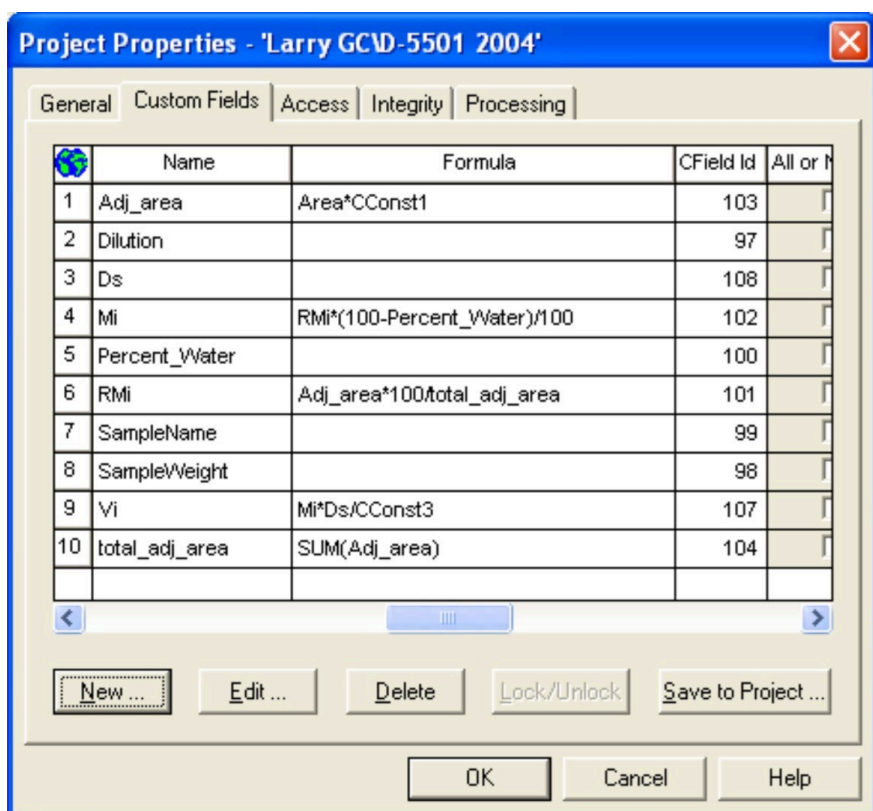 Project Properties - 'Larry GC\D-5501 2004'
General Custom Fields Access Integrity Processing
Name Formula CField Id All or N
1 Adj_area Area*CConst1 103
2 Dilution 97
3 Ds 108
4 Mi RMi*(100-Percent_Water)/100 102
5 Percent_Water 100
6 RMi Adj_area*100/total_adj_area 101
7 SampleName 99
8 SampleWeight 98
9 Vi Mi*Ds/CConst3 107
10 total_adj_area SUM(Adj_area) 104
New ... Edit ... Delete Lock/Unlock Save to Project ...
OK Cancel Help